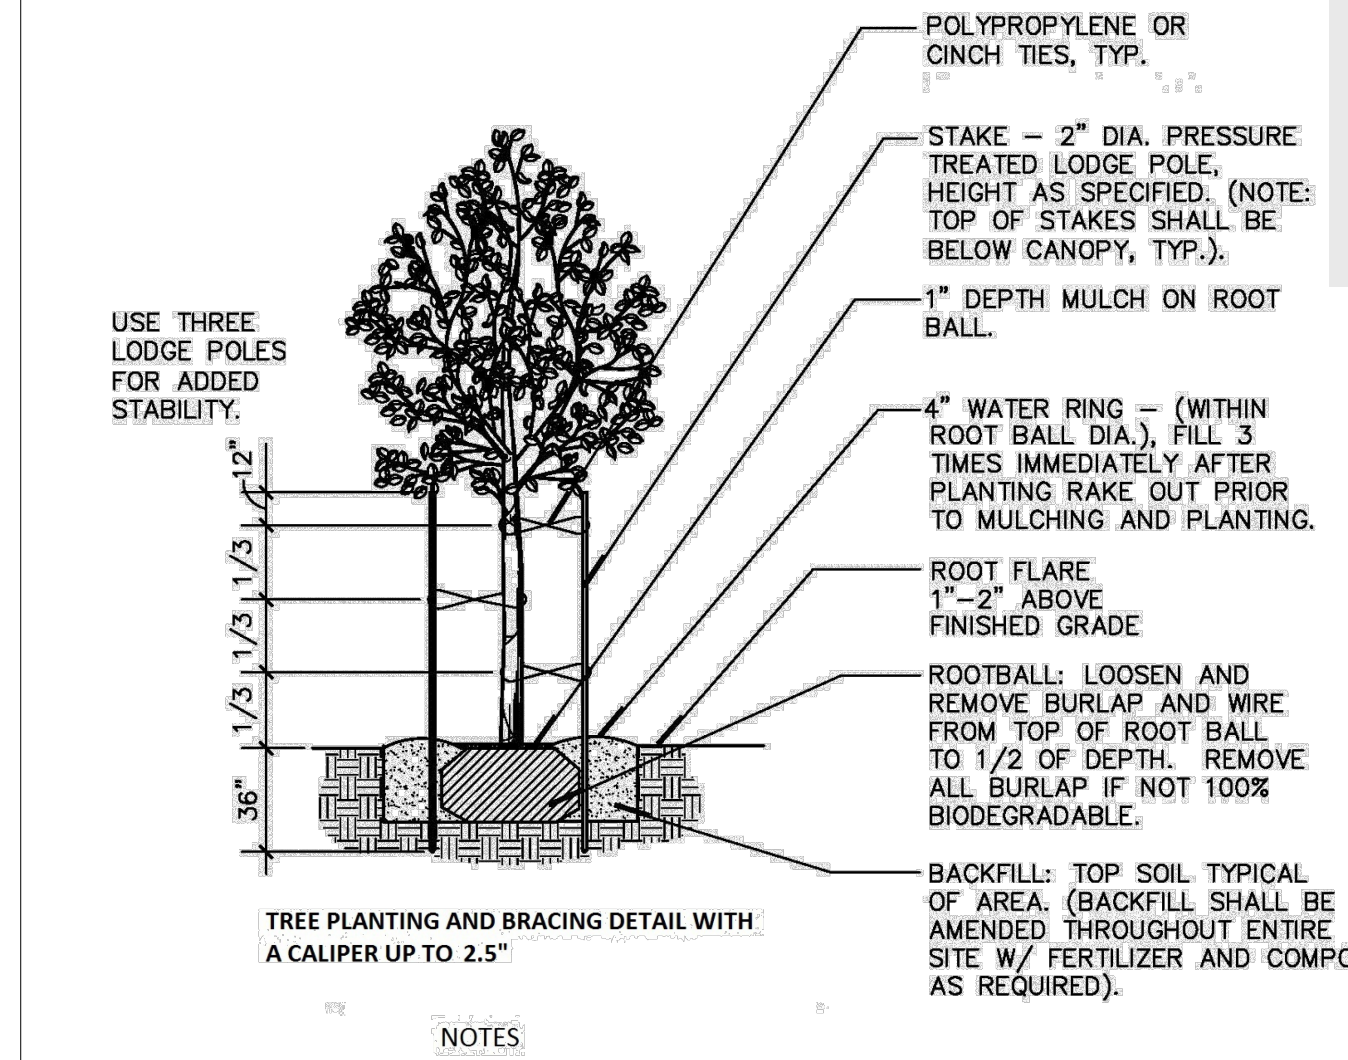 POLYPROPYLENE OR
CINCH TIES, TYP.
STAKE – 2" DIA. PRESSURE
TREATED LODGE POLE,
HEIGHT AS SPECIFIED. (NOTE:
TOP OF STAKES SHALL BE
BELOW CANOPY, TYP.).
1" DEPTH MULCH ON ROOT
BALL.
USE THREE
LODGE POLES
FOR ADDED
STABILITY.
4" WATER RING – (WITHIN
ROOT BALL DIA.), FILL 3
TIMES IMMEDIATELY AFTER
PLANTING RAKE OUT PRIOR
TO MULCHING AND PLANTING.
12"
1/3
1/3
1/3
36"
ROOT FLARE
1"–2" ABOVE
FINISHED GRADE
ROOTBALL: LOOSEN AND
REMOVE BURLAP AND WIRE
FROM TOP OF ROOT BALL
TO 1/2 OF DEPTH. REMOVE
ALL BURLAP IF NOT 100%
BIODEGRADABLE.
BACKFILL: TOP SOIL TYPICAL
OF AREA. (BACKFILL SHALL BE
AMENDED THROUGHOUT ENTIRE
SITE W/ FERTILIZER AND
AS REQUIRED).
TREE PLANTING AND BRACING DETAIL WITH
A CALIPER UP TO 2.5"
NOTES